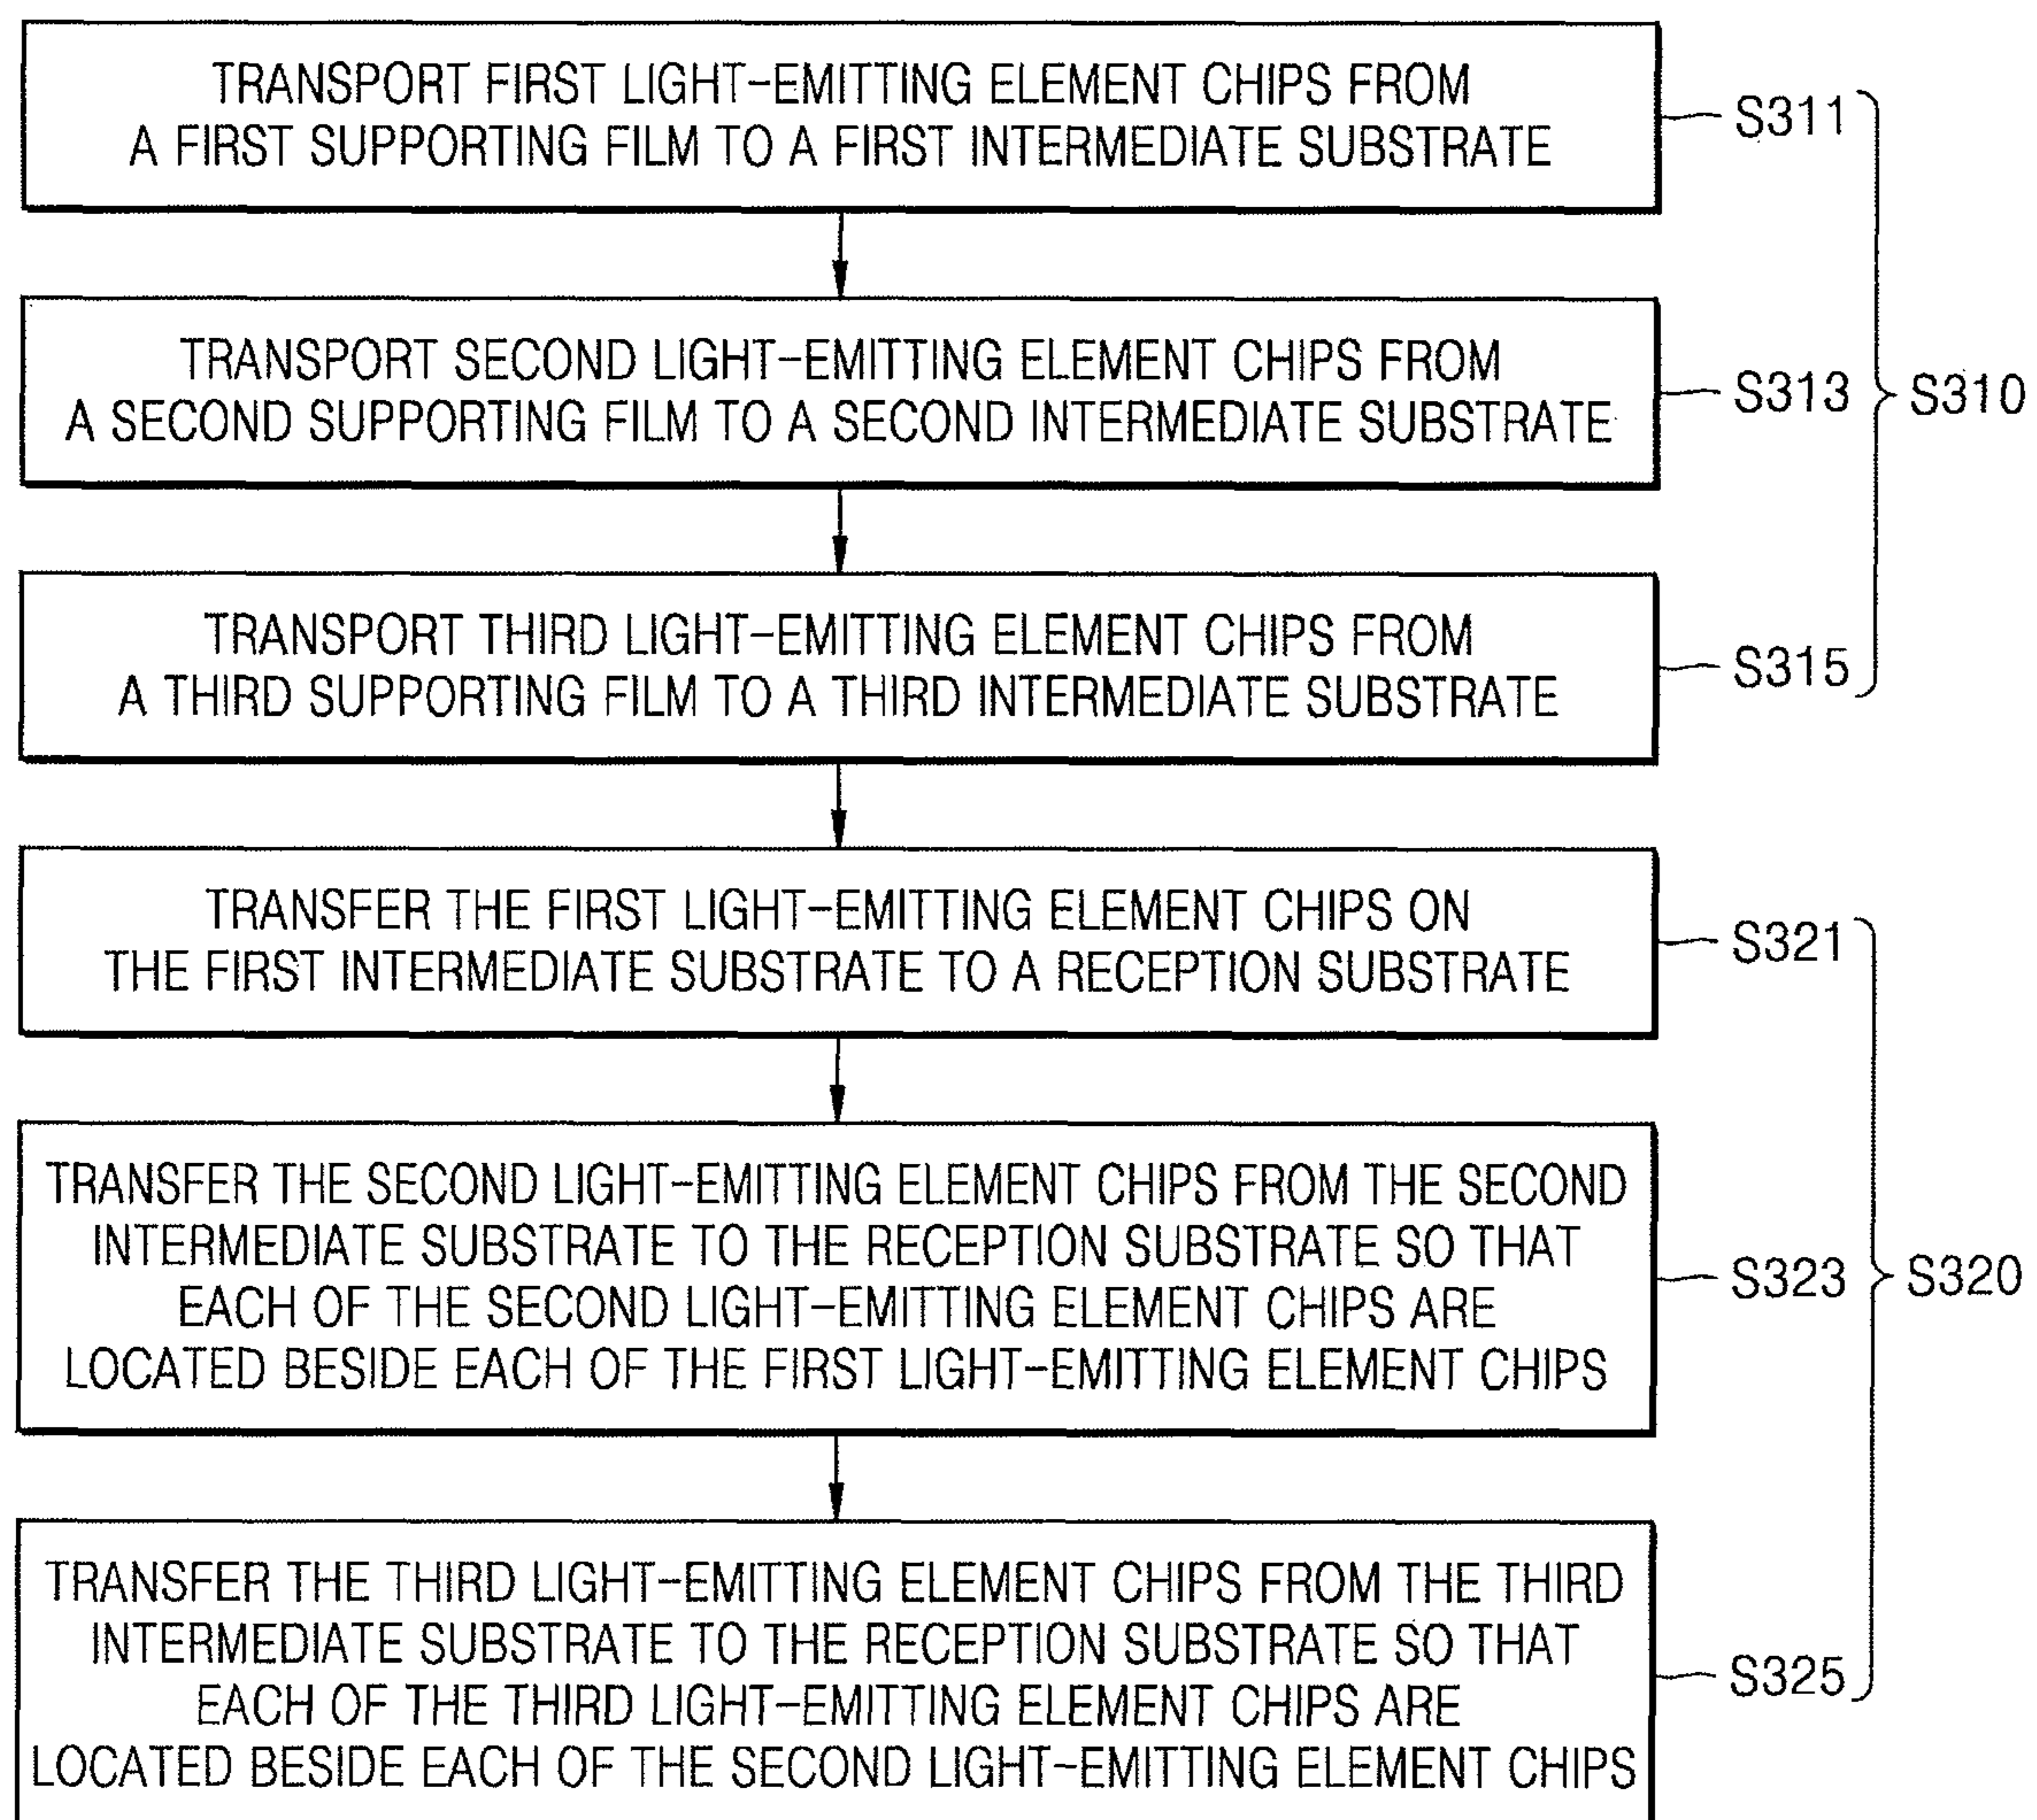 TRANSPORT FIRST LIGHT-EMITTING ELEMENT CHIPS FROM
A FIRST SUPPORTING FILM TO A FIRST INTERMEDIATE SUBSTRATE
S311
TRANSPORT SECOND LIGHT-EMITTING ELEMENT CHIPS FROM
A SECOND SUPPORTING FILM TO A SECOND INTERMEDIATE SUBSTRATE
S313
S310
TRANSPORT THIRD LIGHT-EMITTING ELEMENT CHIPS FROM
A THIRD SUPPORTING FILM TO A THIRD INTERMEDIATE SUBSTRATE
S315
TRANSFER THE FIRST LIGHT-EMITTING ELEMENT CHIPS ON
THE FIRST INTERMEDIATE SUBSTRATE TO A RECEPTION SUBSTRATE
S321
TRANSFER THE SECOND LIGHT-EMITTING ELEMENT CHIPS FROM THE SECOND
INTERMEDIATE SUBSTRATE TO THE RECEPTION SUBSTRATE SO THAT
EACH OF THE SECOND LIGHT-EMITTING ELEMENT CHIPS ARE
LOCATED BESIDE EACH OF THE FIRST LIGHT-EMITTING ELEMENT CHIPS
S323
S320
TRANSFER THE THIRD LIGHT-EMITTING ELEMENT CHIPS FROM THE THIRD
INTERMEDIATE SUBSTRATE TO THE RECEPTION SUBSTRATE SO THAT
EACH OF THE THIRD LIGHT-EMITTING ELEMENT CHIPS ARE
LOCATED BESIDE EACH OF THE SECOND LIGHT-EMITTING ELEMENT CHIPS
S325